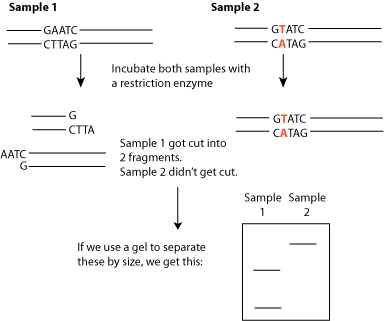 Sample 1
Sample 2
GAATC
CTTAG
GTATC
CATAG
Incubate both samples with
a restriction enzyme
G
CTTA
AATC
G
GTATC
CATAG
Sample 1 got cut into
2 fragments.
Sample 2 didn't get cut.
If we use a gel to separate
these by size, we get this:
Sample Sample
1 2